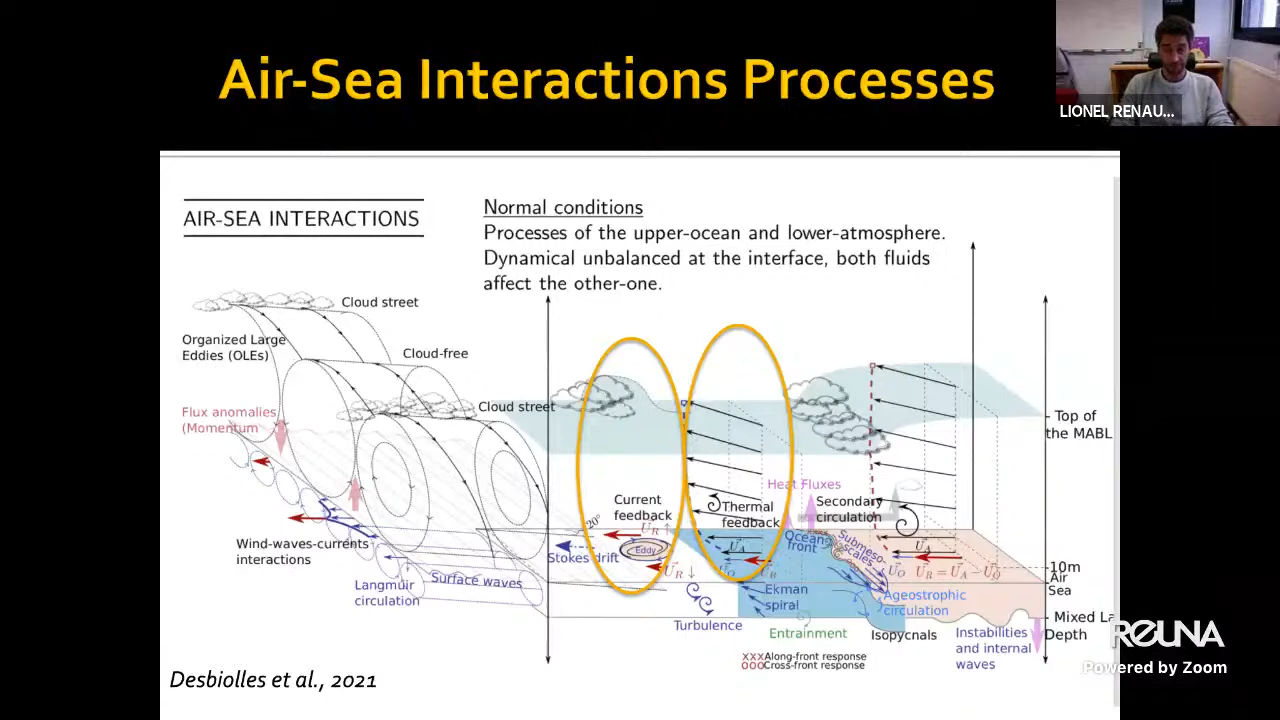 Air-Sea Interactions Processes
LIONEL RENAU...
AIR-SEA INTERACTIONS
Normal conditions
Processes of the upper-ocean and lower-atmosphere.
Dynamical unbalanced at the interface, both fluids
affect the other-one.
Cloud street
Organized Large
Eddies (OLEs)
Cloud-free
Flux anomalies
(Momentum
Cloud street
Top of
the MABL
Heat Fluxes
Current
feedback
Thermal
feedback
Secondary
circulation
20°
Wind-waves-currents
interactions
Stokes drift
Eddy
Ocean
front
Submeso-
scales
10m
Air
Sea
Langmuir
circulation
Surface waves
Ekman
spiral
Ageostrophic
circulation
Turbulence
Entrainment
Isopycnals
Instabilities
and internal
waves
Mixed La
Depth
XXXAlong-front response
OOOCross-front response
Desbiolles et al., 2021
REUNA
Powered by Zoom